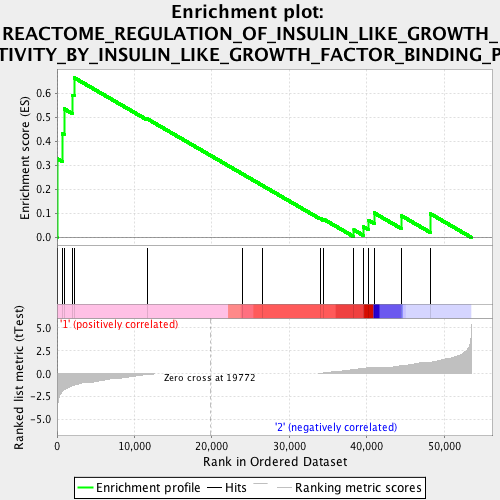 Enrichment plot:
REACTOME_REGULATION_OF_INSULIN_LIKE_GROWTH_
TIVITY_BY_INSULIN_LIKE_GROWTH_FACTOR_BINDING_P
Enrichment score (ES)
0.6
0.5
0.4
0.3
0.2
0.1
0.0
Ranked list metric (tTest)
5.0
2.5
0.0
-2.5
-5.0
'1' (positively correlated)
Zero cross at 19772
'2' (negatively correlated)
0 10,000 20,000 30,000 40,000 50,000
Rank in Ordered Dataset
Enrichment profile Hits Ranking metric scores